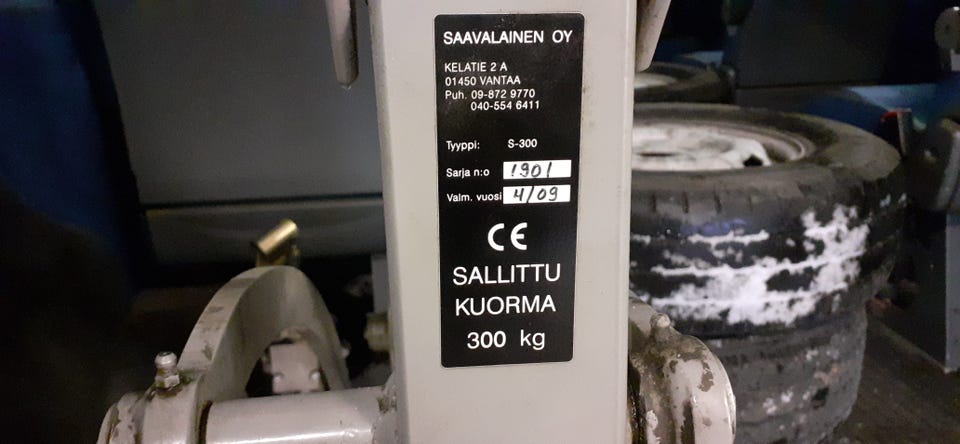 SAAVALAINEN OY
KELATIE 2 A
01450 VANTAA
Puh. 09-872 9770
040-554 6411
Tyyppi: S-300
Sarja n:o 1901
Valm. vuosi 4/09
CE
SALLITTU
KUORMA
300 kg